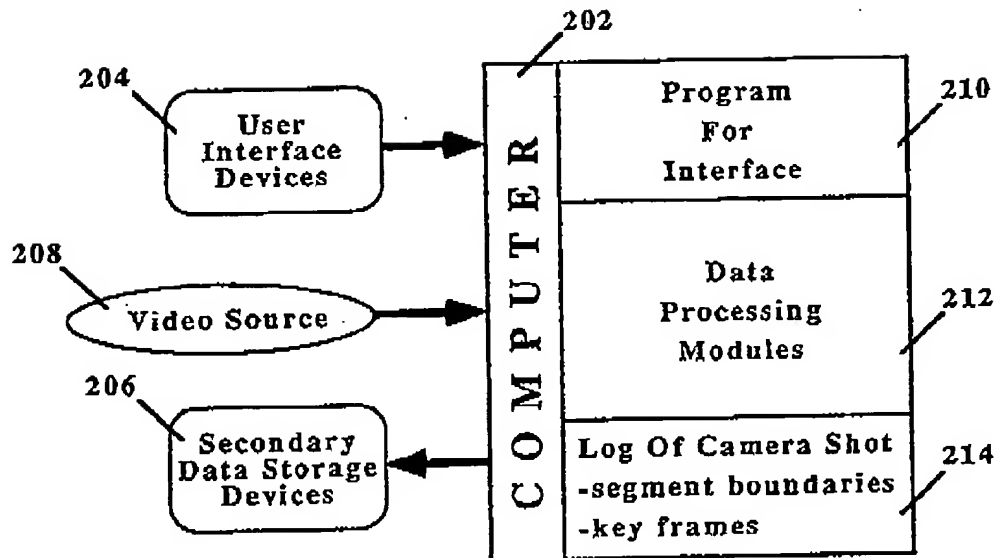 202
204
User
Interface
Devices
Program
For
Interface
210
208
Video Source
COMPUTER
Data
Processing
Modules
212
206
Secondary
Data Storage
Devices
Log Of Camera Shot
-segment boundaries
-key frames
214